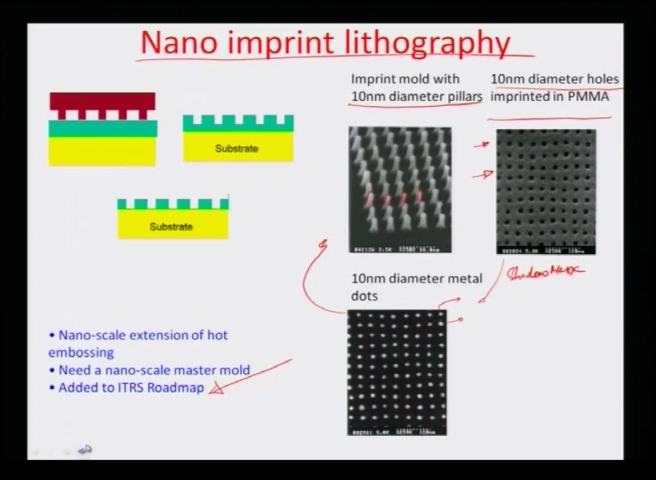 Nano imprint lithography
Imprint mold with
10nm diameter pillars
10nm diameter holes
imprinted in PMMA
Substrate
Substrate
10nm diameter metal
dots
• Nano-scale extension of hot
embossing
• Need a nano-scale master mold
• Added to ITRS Roadmap